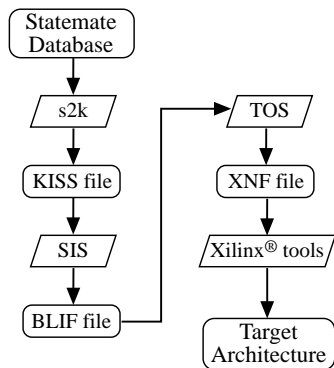 Statemate
Database
s2k
KISS file
SIS
BLIF file
TOS
XNF file
Xilinx® tools
Target
Architecture